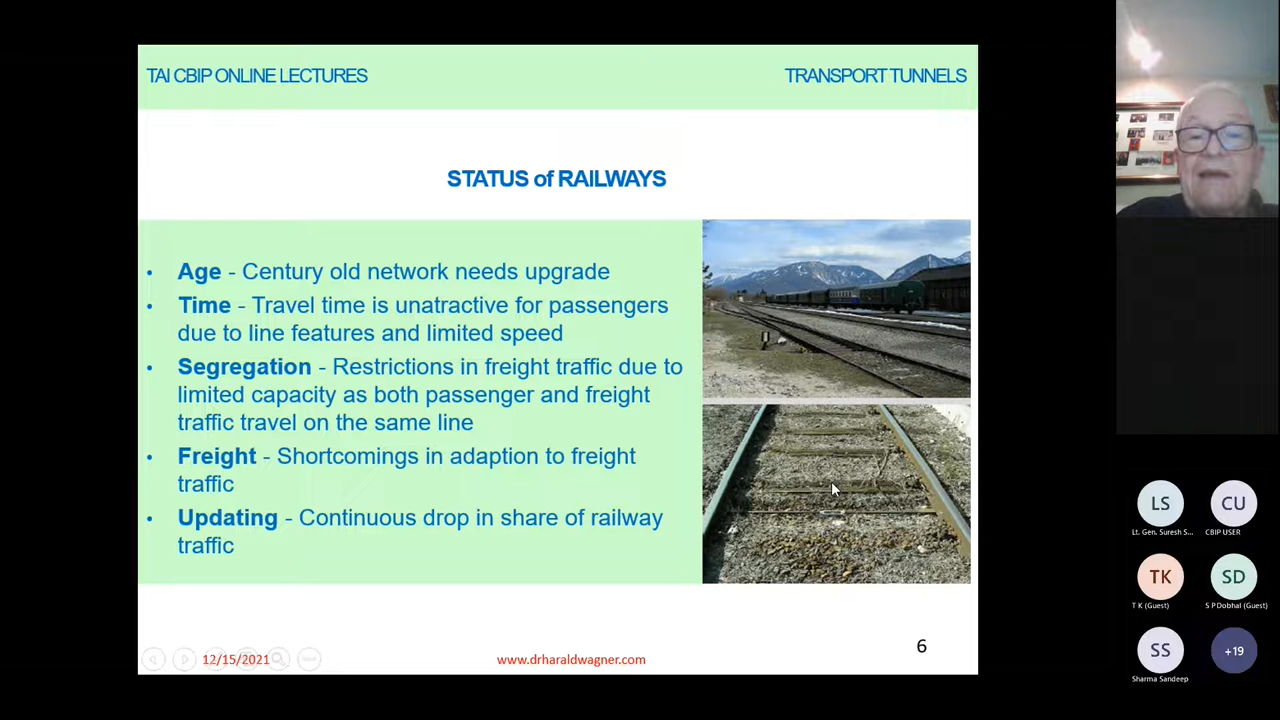 TAI CBIP ONLINE LECTURES
TRANSPORT TUNNELS
STATUS of RAILWAYS
• Age - Century old network needs upgrade
• Time - Travel time is unatractive for passengers
due to line features and limited speed
• Segregation - Restrictions in freight traffic due to
limited capacity as both passenger and freight
traffic travel on the same line
• Freight - Shortcomings in adaption to freight
traffic
• Updating - Continuous drop in share of railway
traffic
12/15/2021
www.drharaldwagner.com
6
LS
CU
Lt. Gen. Suresh S...
CBIP USER
TK
SD
T K (Guest)
S P Dobhal (Guest)
SS
+19
Sharma Sandeep